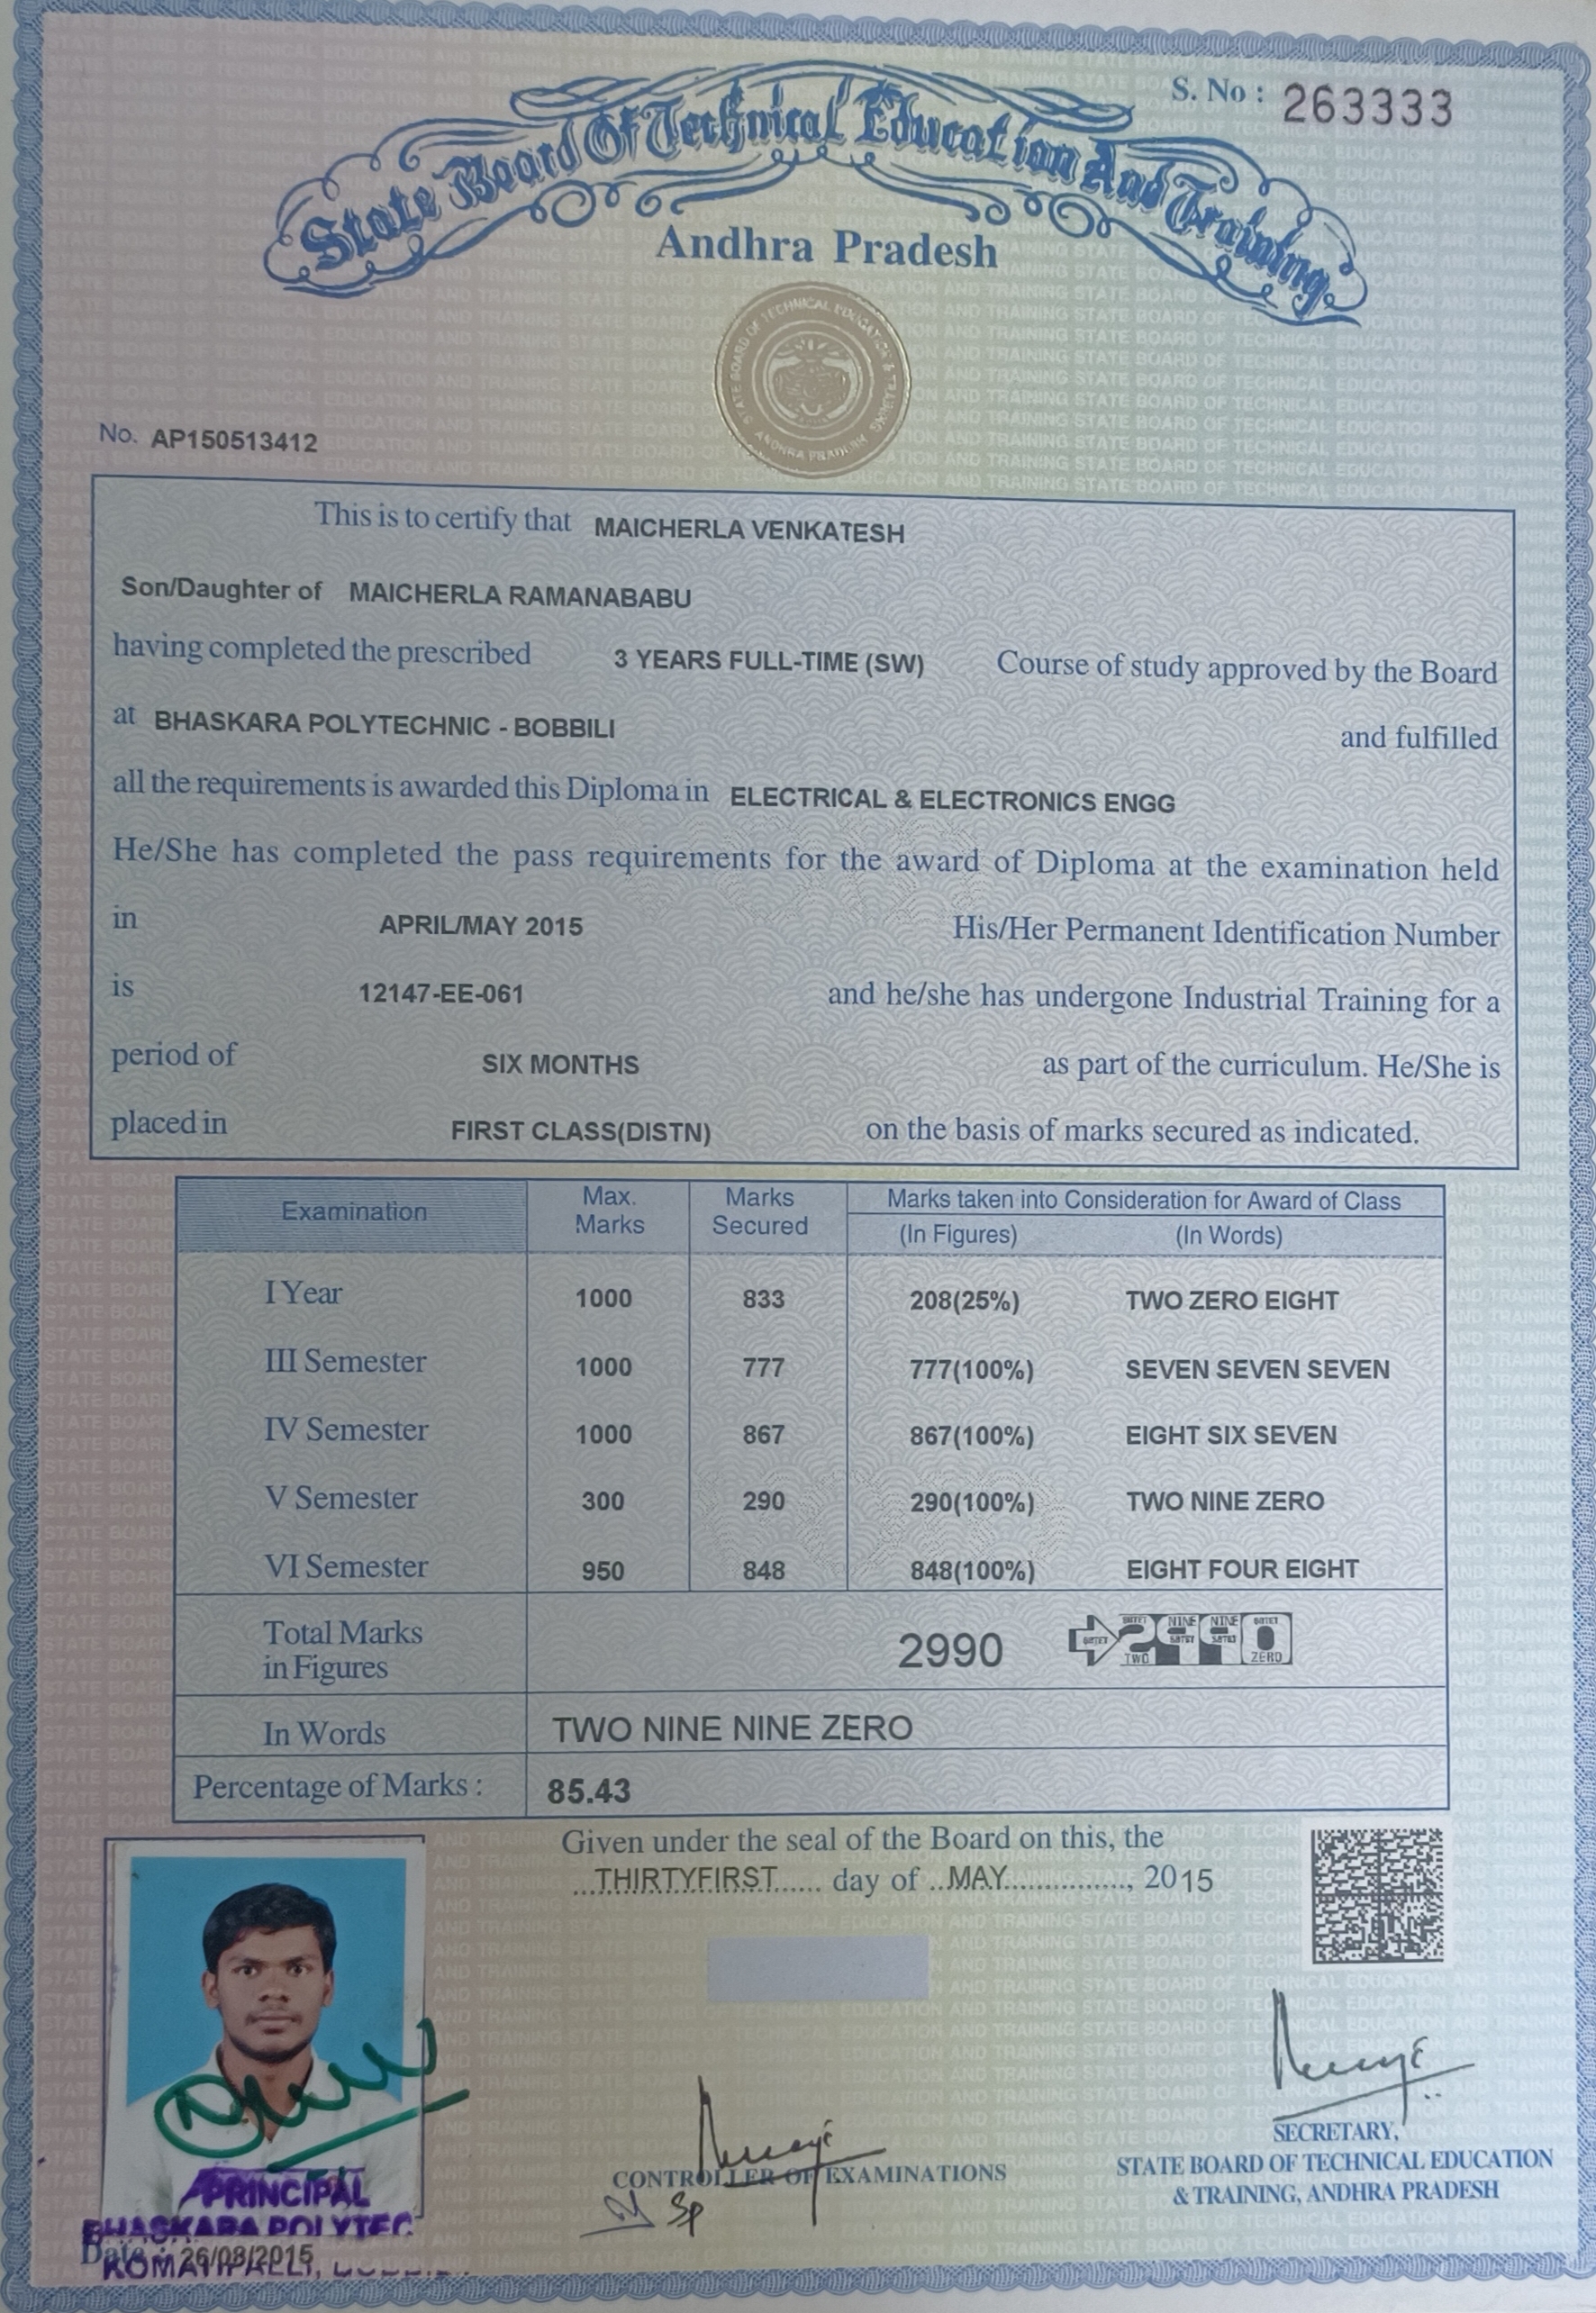 S. No : 263333
State Board Of Technical Education And Training
Andhra Pradesh
STATE BOARD OF TECHNICAL EDUCATION & TRAINING ANDHRA PRADESH
No. AP150513412
This is to certify that MAICHERLA VENKATESH
Son/Daughter of MAICHERLA RAMANABABU
having completed the prescribed 3 YEARS FULL-TIME (SW) Course of study approved by the Board
at BHASKARA POLYTECHNIC - BOBBILI and fulfilled
all the requirements is awarded this Diploma in ELECTRICAL & ELECTRONICS ENGG
He/She has completed the pass requirements for the award of Diploma at the examination held
in APRIL/MAY 2015 His/Her Permanent Identification Number
is 12147-EE-061 and he/she has undergone Industrial Training for a
period of SIX MONTHS as part of the curriculum. He/She is
placed in FIRST CLASS(DISTN) on the basis of marks secured as indicated.
Examination Max. Marks Marks Secured Marks taken into Consideration for Award of Class
(In Figures) (In Words)
I Year 1000 833 208(25%) TWO ZERO EIGHT
III Semester 1000 777 777(100%) SEVEN SEVEN SEVEN
IV Semester 1000 867 867(100%) EIGHT SIX SEVEN
V Semester 300 290 290(100%) TWO NINE ZERO
VI Semester 950 848 848(100%) EIGHT FOUR EIGHT
Total Marks in Figures 2990 2990
SBTET SBTET NINE NINE SBTET
TWO SBTET SBTET ZERO
In Words TWO NINE NINE ZERO
Percentage of Marks : 85.43
Given under the seal of the Board on this, the
THIRTYFIRST day of MAY, 2015
PRINCIPAL
BHASKARA POLYTEC
KOMATIPALLI,
Date : 26/08/2015
CONTROLLER OF EXAMINATIONS
Sp
SECRETARY,
STATE BOARD OF TECHNICAL EDUCATION
& TRAINING, ANDHRA PRADESH